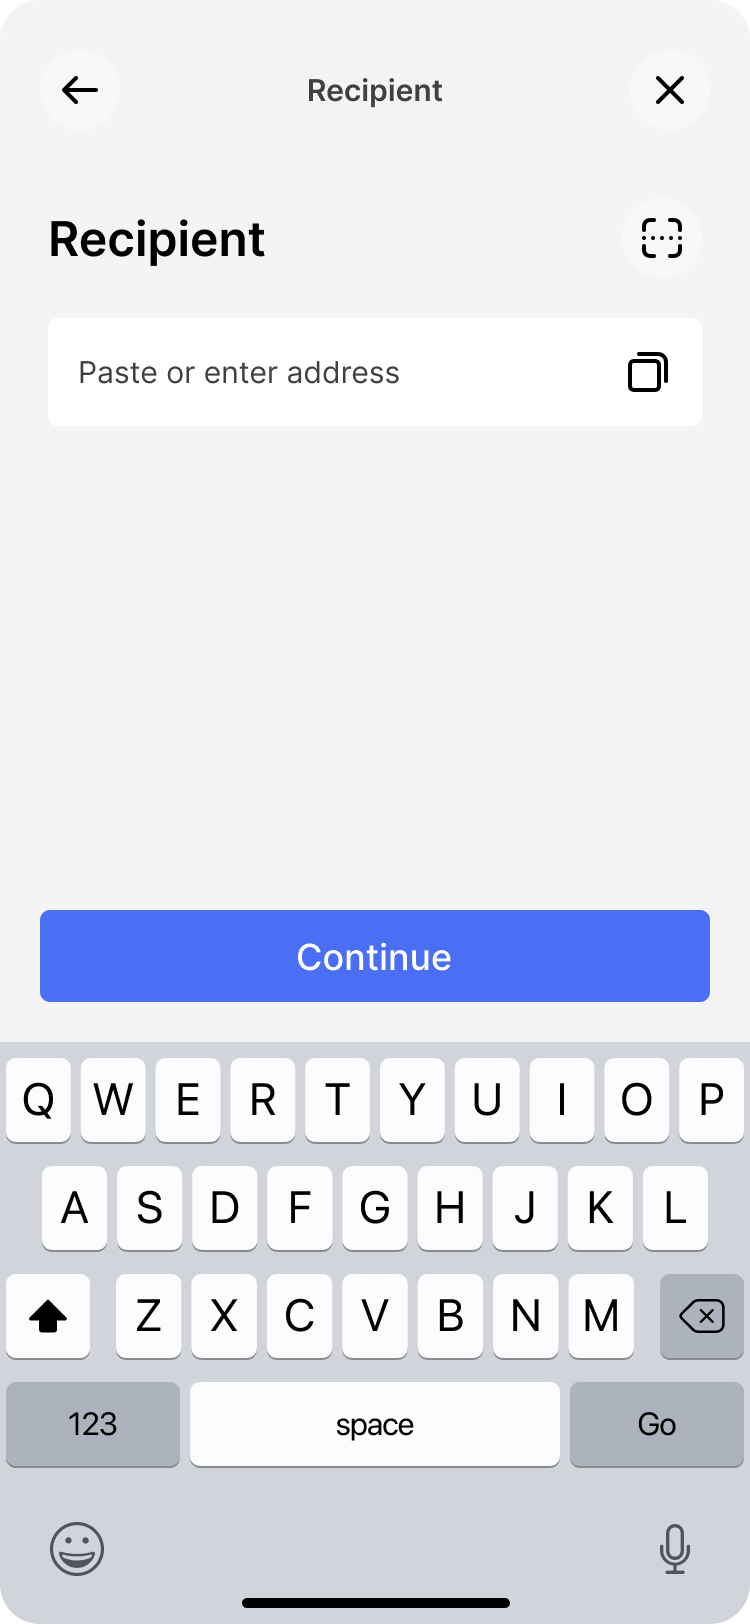 Recipient
Recipient
Paste or enter address
Continue
Q W E R T Y U I O P
A S D F G H J K L
Z X C V B N M
123 space Go